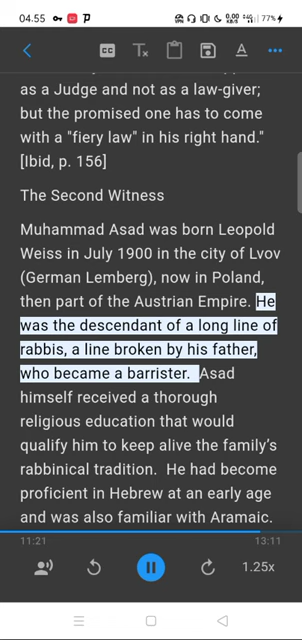 04.55
0.00 KB/S
77%
CC
as a Judge and not as a law-giver;
but the promised one has to come
with a "fiery law" in his right hand."
[Ibid, p. 156]
The Second Witness
Muhammad Asad was born Leopold
Weiss in July 1900 in the city of Lvov
(German Lemberg), now in Poland,
then part of the Austrian Empire. He
was the descendant of a long line of
rabbis, a line broken by his father,
who became a barrister. Asad
himself received a thorough
religious education that would
qualify him to keep alive the family's
rabbinical tradition. He had become
proficient in Hebrew at an early age
and was also familiar with Aramaic.
11:21
13:11
1.25x